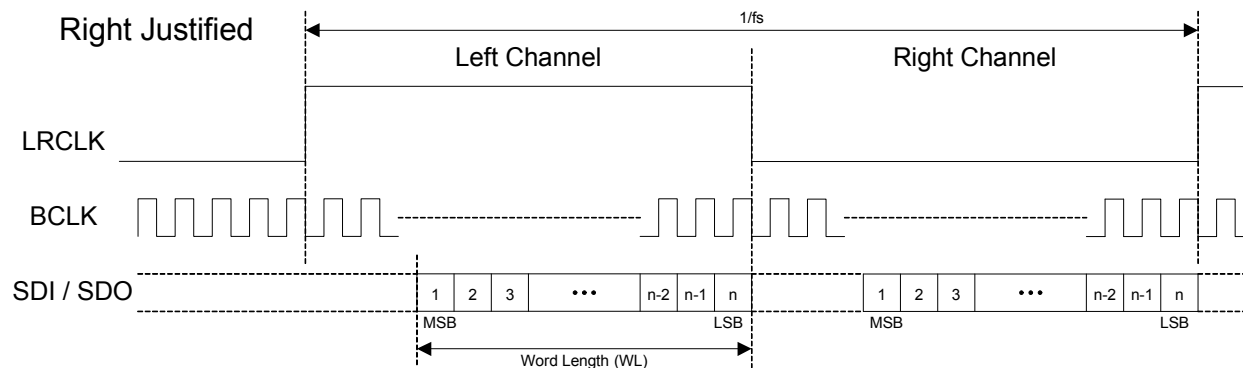 Right Justified
1/fs
Left Channel
Right Channel
LRCLK
BCLK
SDI / SDO
1 2 3 ••• n-2 n-1 n
1 2 3 ••• n-2 n-1 n
MSB LSB
MSB LSB
Word Length (WL)